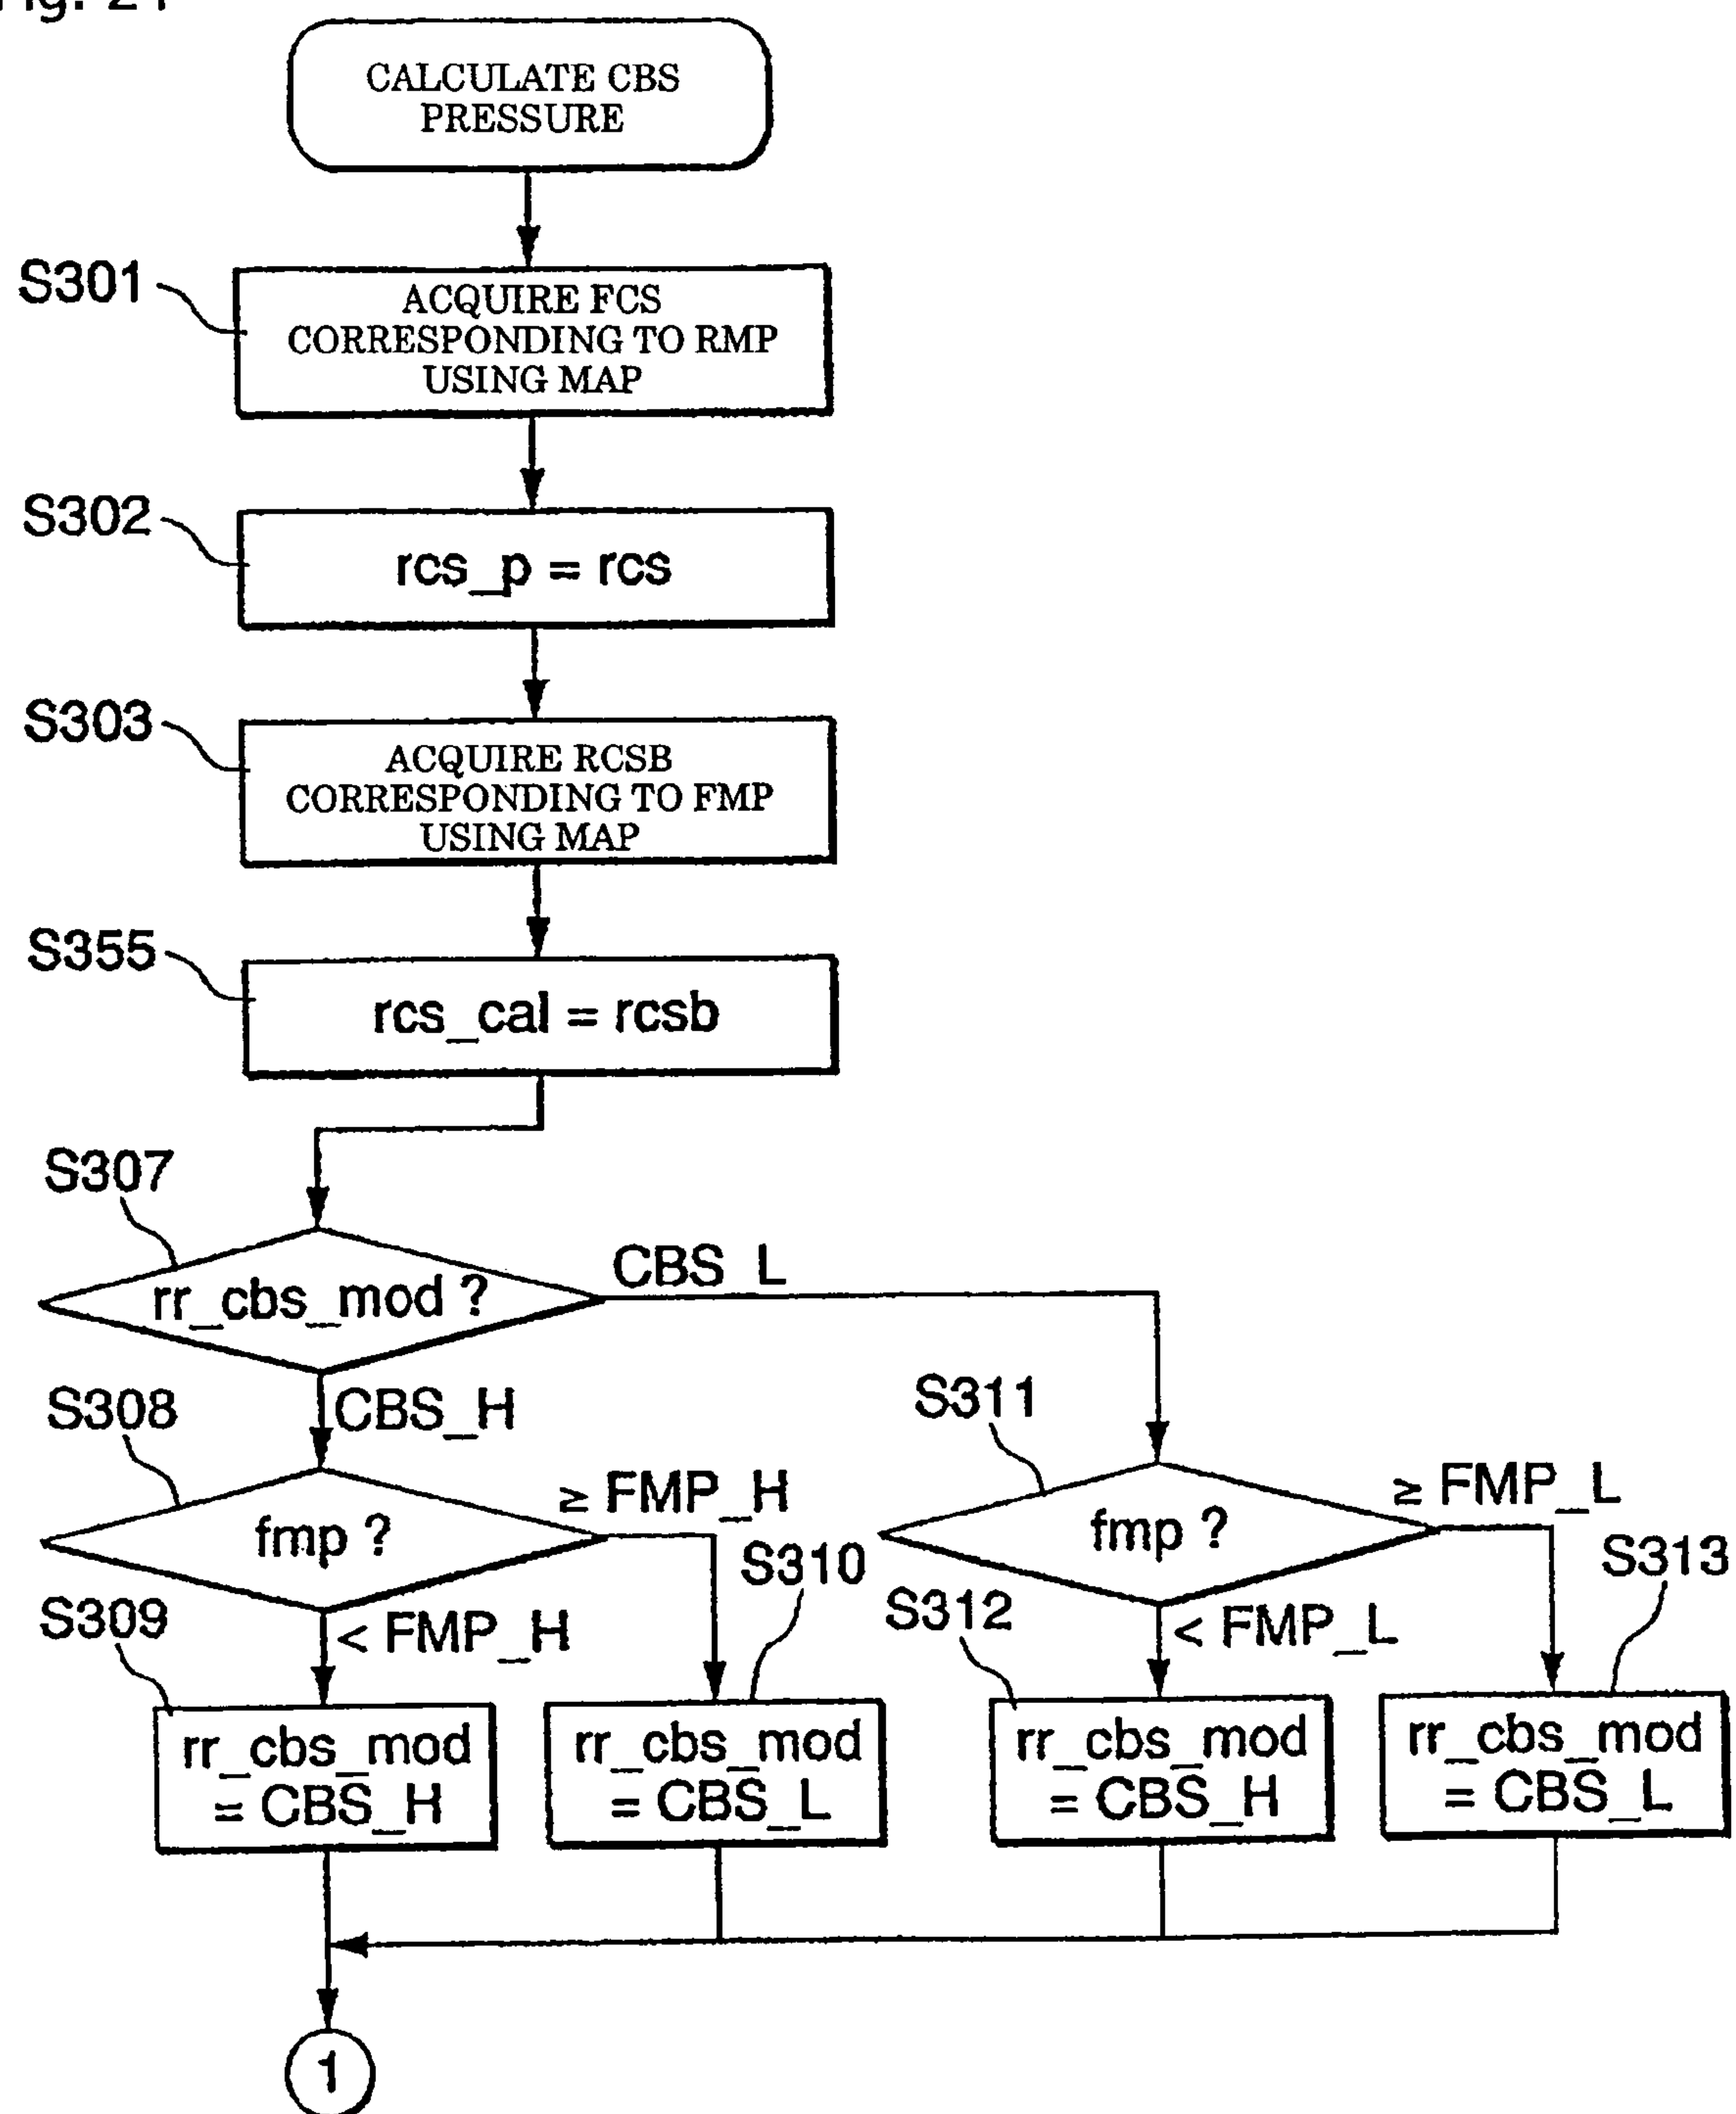 CALCULATE CBS
PRESSURE
S301
ACQUIRE FCS
CORRESPONDING TO RMP
USING MAP
S302
rcs_p = rcs
S303
ACQUIRE RCSB
CORRESPONDING TO FMP
USING MAP
S355
rcs_cal = rcsb
S307
rr_cbs_mod ?
CBS_L
CBS_H
S308
fmp ?
≥ FMP_H
< FMP_H
S309
rr_cbs_mod
= CBS_H
S310
rr_cbs_mod
= CBS_L
S311
fmp ?
≥ FMP_L
< FMP_L
S312
rr_cbs_mod
= CBS_H
S313
rr_cbs_mod
= CBS_L
1